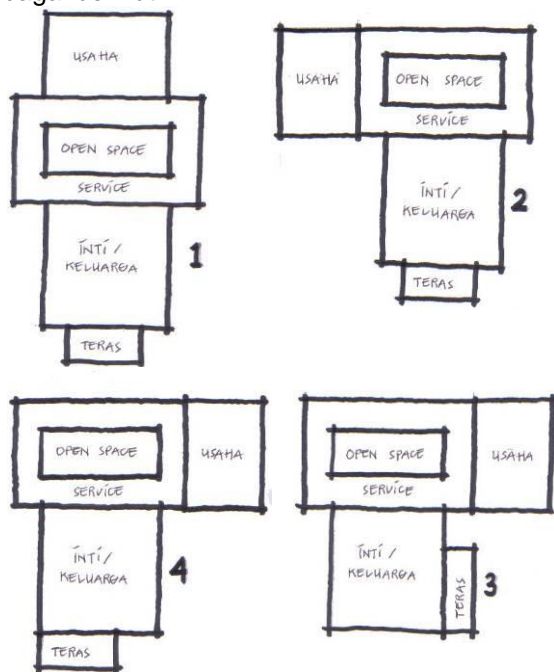 USAHA
OPEN SPACE
SERVICE
INTI /
KELUARGA
1
TERAS
USAHA
OPEN SPACE
SERVICE
INTI /
KELUARGA
2
TERAS
OPEN SPACE
USAHA
SERVICE
INTI /
KELUARGA
4
TERAS
OPEN SPACE
USAHA
SERVICE
INTI /
KELUARGA
TERAS
3